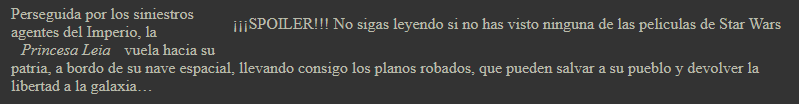 Perseguida por los siniestros
agentes del Imperio, la
Princesa Leia vuela hacia su
¡¡¡SPOILER!!! No sigas leyendo si no has visto ninguna de las peliculas de Star Wars
patria, a bordo de su nave espacial, llevando consigo los planos robados, que pueden salvar a su pueblo y devolver la
libertad a la galaxia…